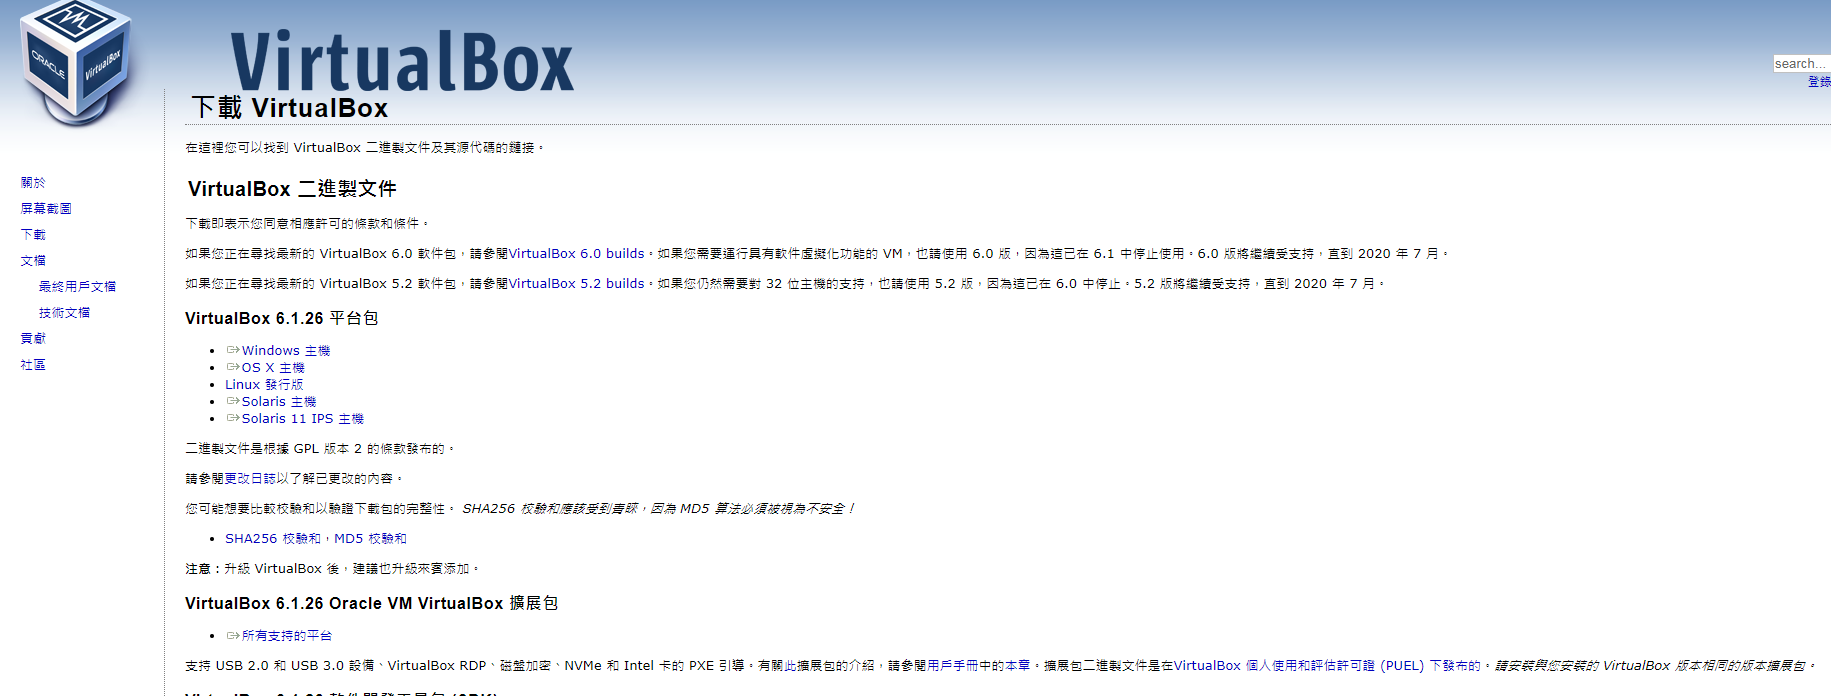 ORACLE
VirtualBox
VirtualBox
search...
登錄
下載 VirtualBox
在這裡您可以找到 VirtualBox 二進製文件及其源代碼的鏈接。
關於
屏幕截圖
下載
文檔
最終用戶文檔
技術文檔
貢獻
社區
VirtualBox 二進製文件
下載即表示您同意相應許可的條款和條件。
如果您正在尋找最新的 VirtualBox 6.0 軟件包，請參閱VirtualBox 6.0 builds。如果您需要運行具有軟件虛擬化功能的 VM，也請使用 6.0 版，因為這已在 6.1 中停止使用。6.0 版將繼續受支持，直到 2020 年 7 月。
如果您正在尋找最新的 VirtualBox 5.2 軟件包，請參閱VirtualBox 5.2 builds。如果您仍然需要對 32 位主機的支持，也請使用 5.2 版，因為這已在 6.0 中停止。5.2 版將繼續受支持，直到 2020 年 7 月。
VirtualBox 6.1.26 平台包
Windows 主機
OS X 主機
Linux 發行版
Solaris 主機
Solaris 11 IPS 主機
二進製文件是根據 GPL 版本 2 的條款發布的。
請參閱更改日誌以了解已更改的內容。
您可能想要比較校驗和以驗證下載包的完整性。 SHA256 校驗和應該受到青睞，因為 MD5 算法必須被視為不安全！
SHA256 校驗和，MD5 校驗和
注意：升級 VirtualBox 後，建議也升級來賓添加。
VirtualBox 6.1.26 Oracle VM VirtualBox 擴展包
所有支持的平台
支持 USB 2.0 和 USB 3.0 設備、VirtualBox RDP、磁盤加密、NVMe 和 Intel 卡的 PXE 引導。有關此擴展包的介紹，請參閱用戶手冊中的本章。擴展包二進製文件是在VirtualBox 個人使用和評估許可證 (PUEL) 下發布的。請安裝與您安裝的 VirtualBox 版本相同的版本擴展包。
VirtualBox 6.1.26 軟件開發工具包 (SDK)